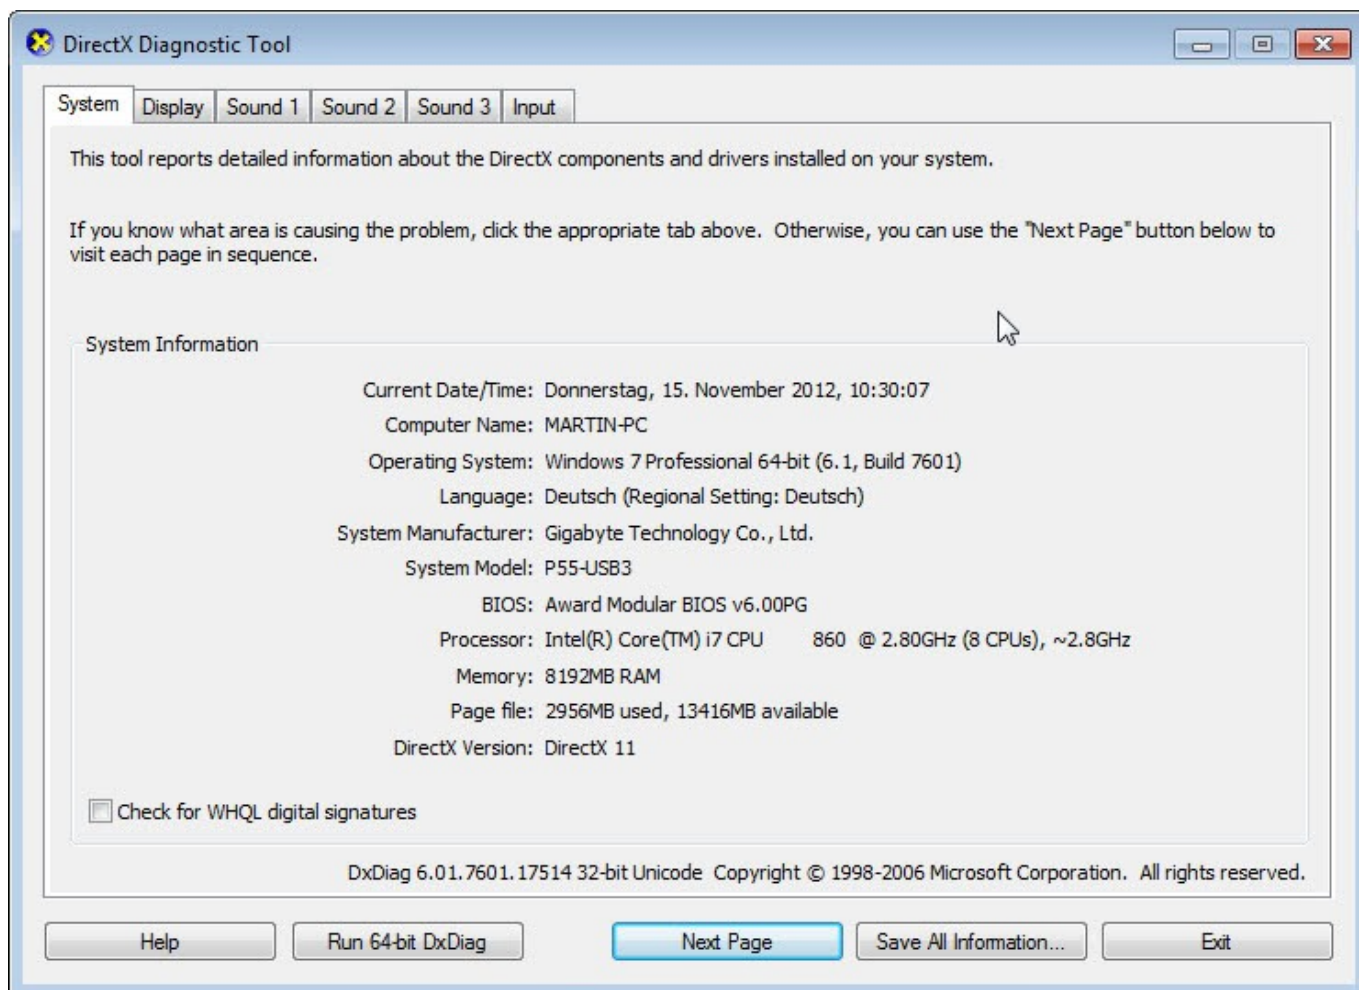 DirectX Diagnostic Tool
System Display Sound 1 Sound 2 Sound 3 Input
This tool reports detailed information about the DirectX components and drivers installed on your system.
If you know what area is causing the problem, click the appropriate tab above.  Otherwise, you can use the "Next Page" button below to
visit each page in sequence.
System Information
Current Date/Time: Donnerstag, 15. November 2012, 10:30:07
Computer Name: MARTIN-PC
Operating System: Windows 7 Professional 64-bit (6.1, Build 7601)
Language: Deutsch (Regional Setting: Deutsch)
System Manufacturer: Gigabyte Technology Co., Ltd.
System Model: P55-USB3
BIOS: Award Modular BIOS v6.00PG
Processor: Intel(R) Core(TM) i7 CPU 860 @ 2.80GHz (8 CPUs), ~2.8GHz
Memory: 8192MB RAM
Page file: 2956MB used, 13416MB available
DirectX Version: DirectX 11
Check for WHQL digital signatures
DxDiag 6.01.7601.17514 32-bit Unicode  Copyright © 1998-2006 Microsoft Corporation.  All rights reserved.
Help Run 64-bit DxDiag Next Page Save All Information... Exit